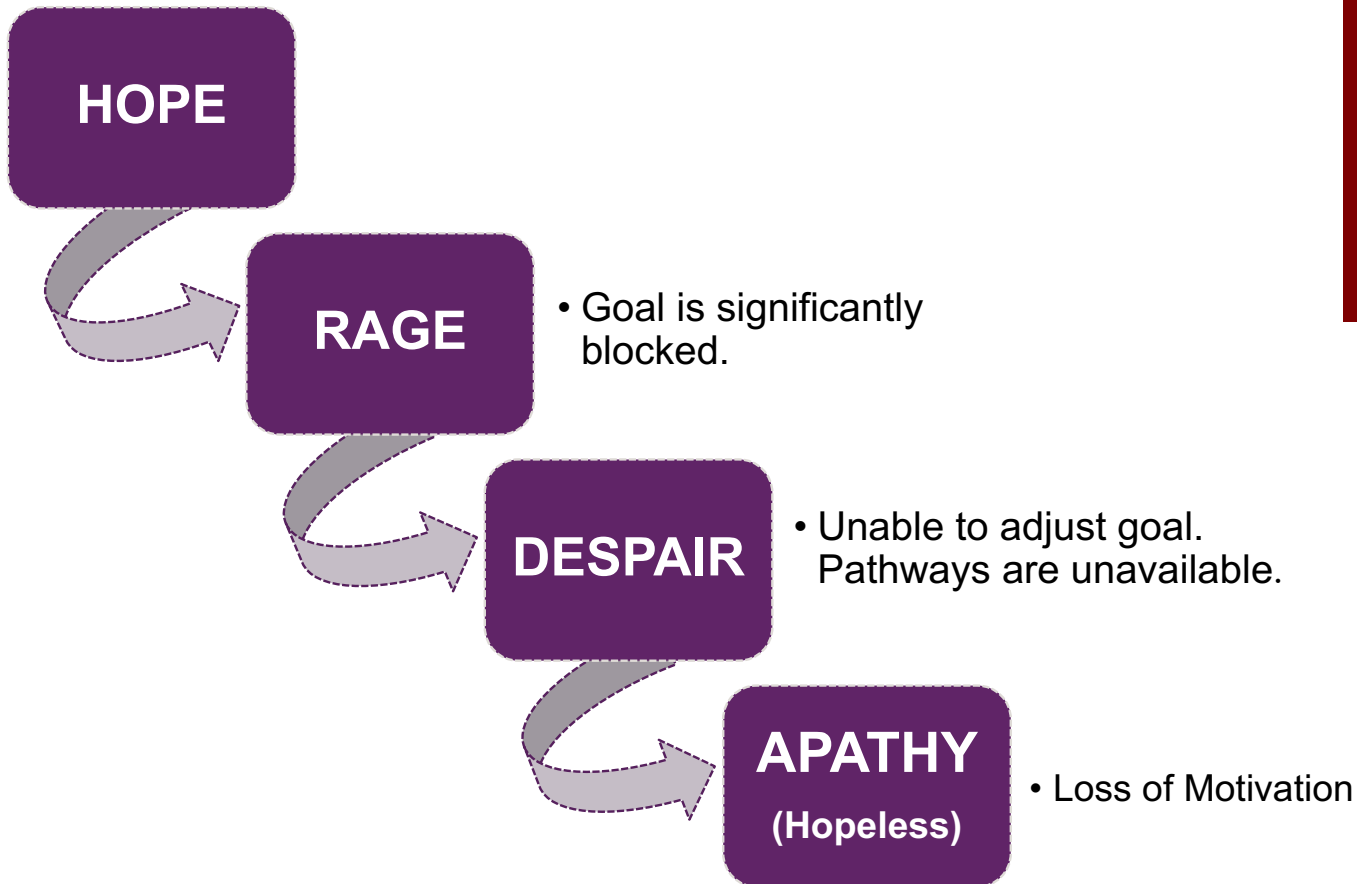 HOPE
RAGE
• Goal is significantly
blocked.
DESPAIR
• Unable to adjust goal.
Pathways are unavailable.
APATHY
(Hopeless)
• Loss of Motivation